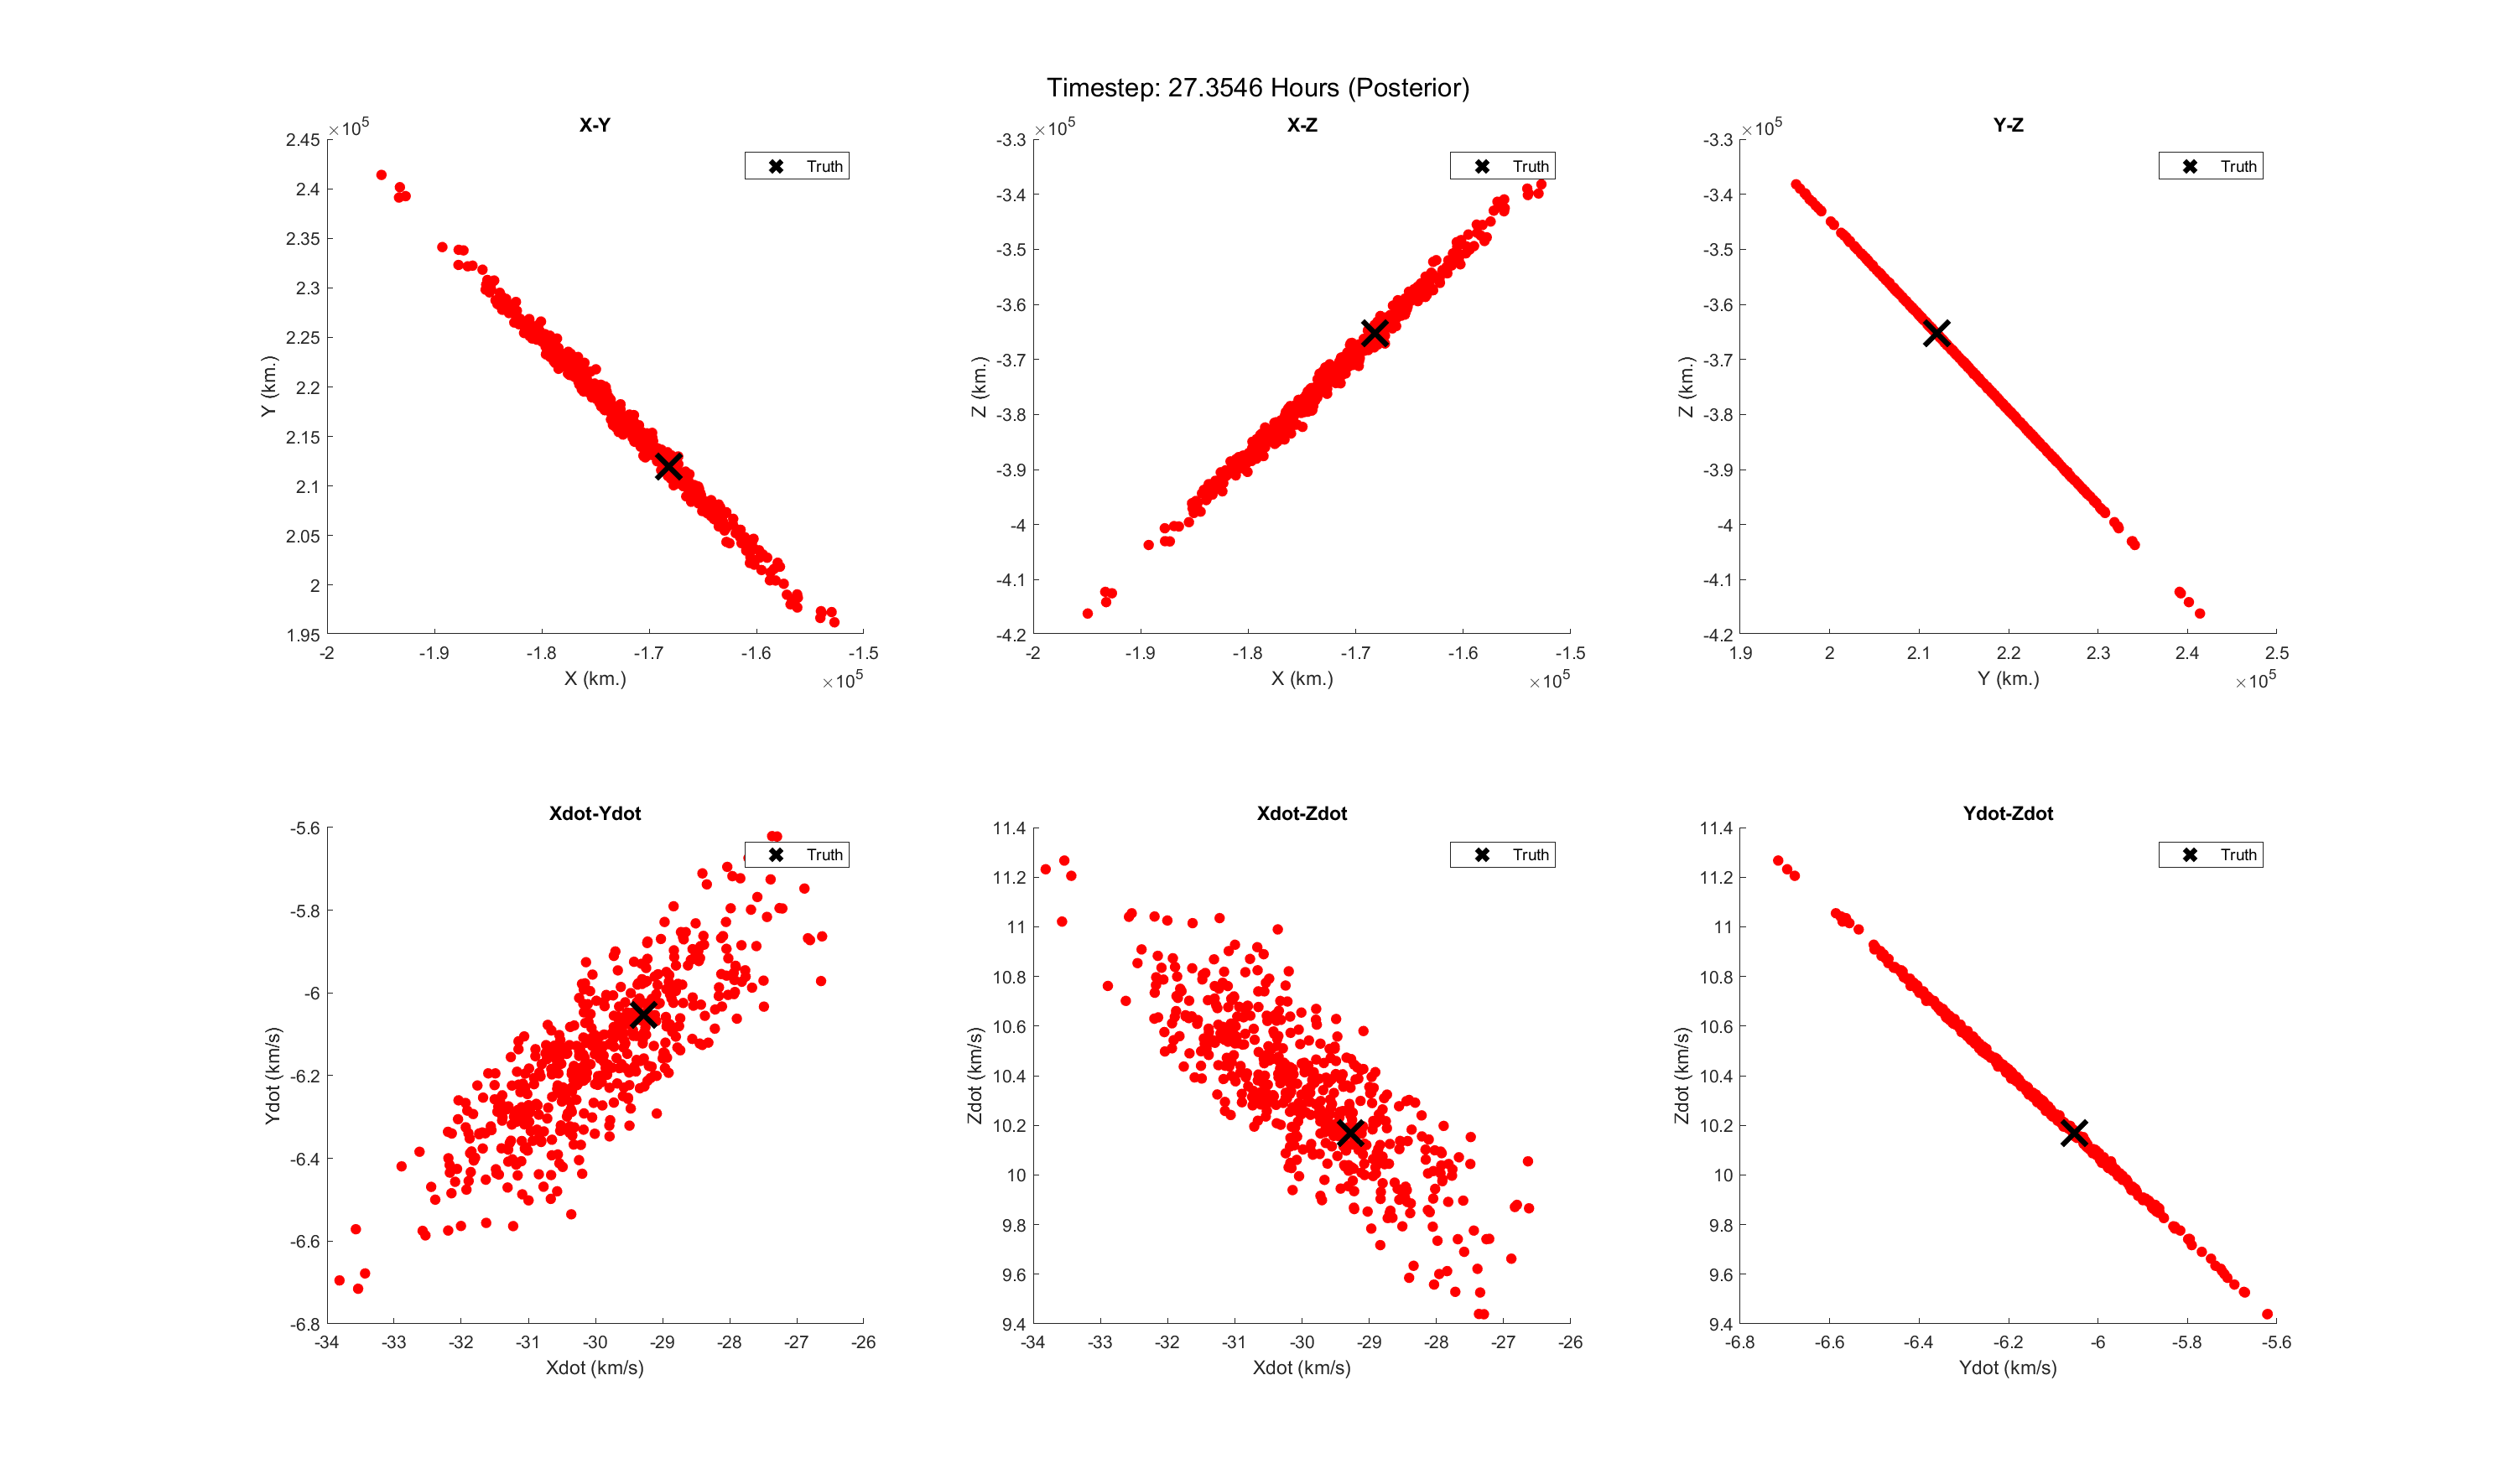 Timestep: 27.3546 Hours (Posterior)
X-Y
×10^5
2.45
2.4
2.35
2.3
2.25
2.2
2.15
2.1
2.05
2
1.95
Y (km.)
Truth
-2 -1.9 -1.8 -1.7 -1.6 -1.5
X (km.)
×10^5
X-Z
×10^5
-3.3
-3.4
-3.5
-3.6
-3.7
-3.8
-3.9
-4
-4.1
-4.2
Z (km.)
Truth
-2 -1.9 -1.8 -1.7 -1.6 -1.5
X (km.)
×10^5
Y-Z
×10^5
-3.3
-3.4
-3.5
-3.6
-3.7
-3.8
-3.9
-4
-4.1
-4.2
Z (km.)
Truth
1.9 2 2.1 2.2 2.3 2.4 2.5
Y (km.)
×10^5
Xdot-Ydot
-5.6
-5.8
-6
-6.2
-6.4
-6.6
-6.8
Ydot (km/s)
Truth
-34 -33 -32 -31 -30 -29 -28 -27 -26
Xdot (km/s)
Xdot-Zdot
11.4
11.2
11
10.8
10.6
10.4
10.2
10
9.8
9.6
9.4
Zdot (km/s)
Truth
-34 -33 -32 -31 -30 -29 -28 -27 -26
Xdot (km/s)
Ydot-Zdot
11.4
11.2
11
10.8
10.6
10.4
10.2
10
9.8
9.6
9.4
Zdot (km/s)
Truth
-6.8 -6.6 -6.4 -6.2 -6 -5.8 -5.6
Ydot (km/s)